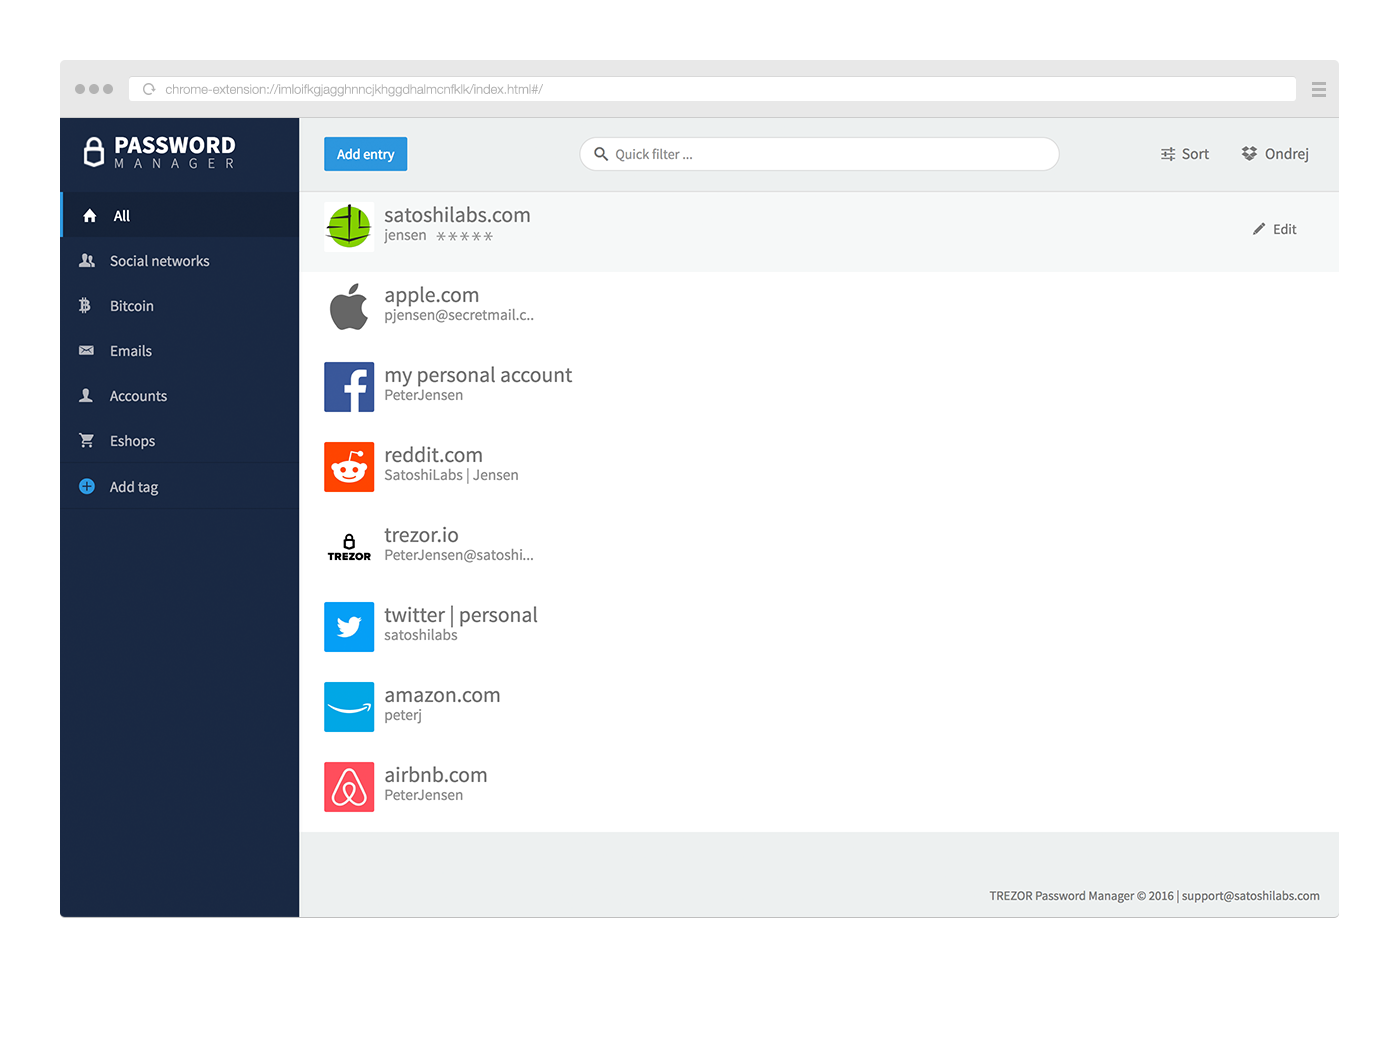 chrome-extension://imloifkgjagghnncjkhggdhalmcnfklk/index.html#/
PASSWORD
MANAGER
Add entry
Quick filter ...
Sort
Ondrej
All
Social networks
Bitcoin
Emails
Accounts
Eshops
Add tag
satoshilabs.com
jensen *****
Edit
apple.com
pjensen@secretmail.c..
my personal account
PeterJensen
reddit.com
SatoshiLabs | Jensen
TREZOR
trezor.io
PeterJensen@satoshi...
twitter | personal
satoshilabs
amazon.com
peterj
airbnb.com
PeterJensen
TREZOR Password Manager © 2016 | support@satoshilabs.com